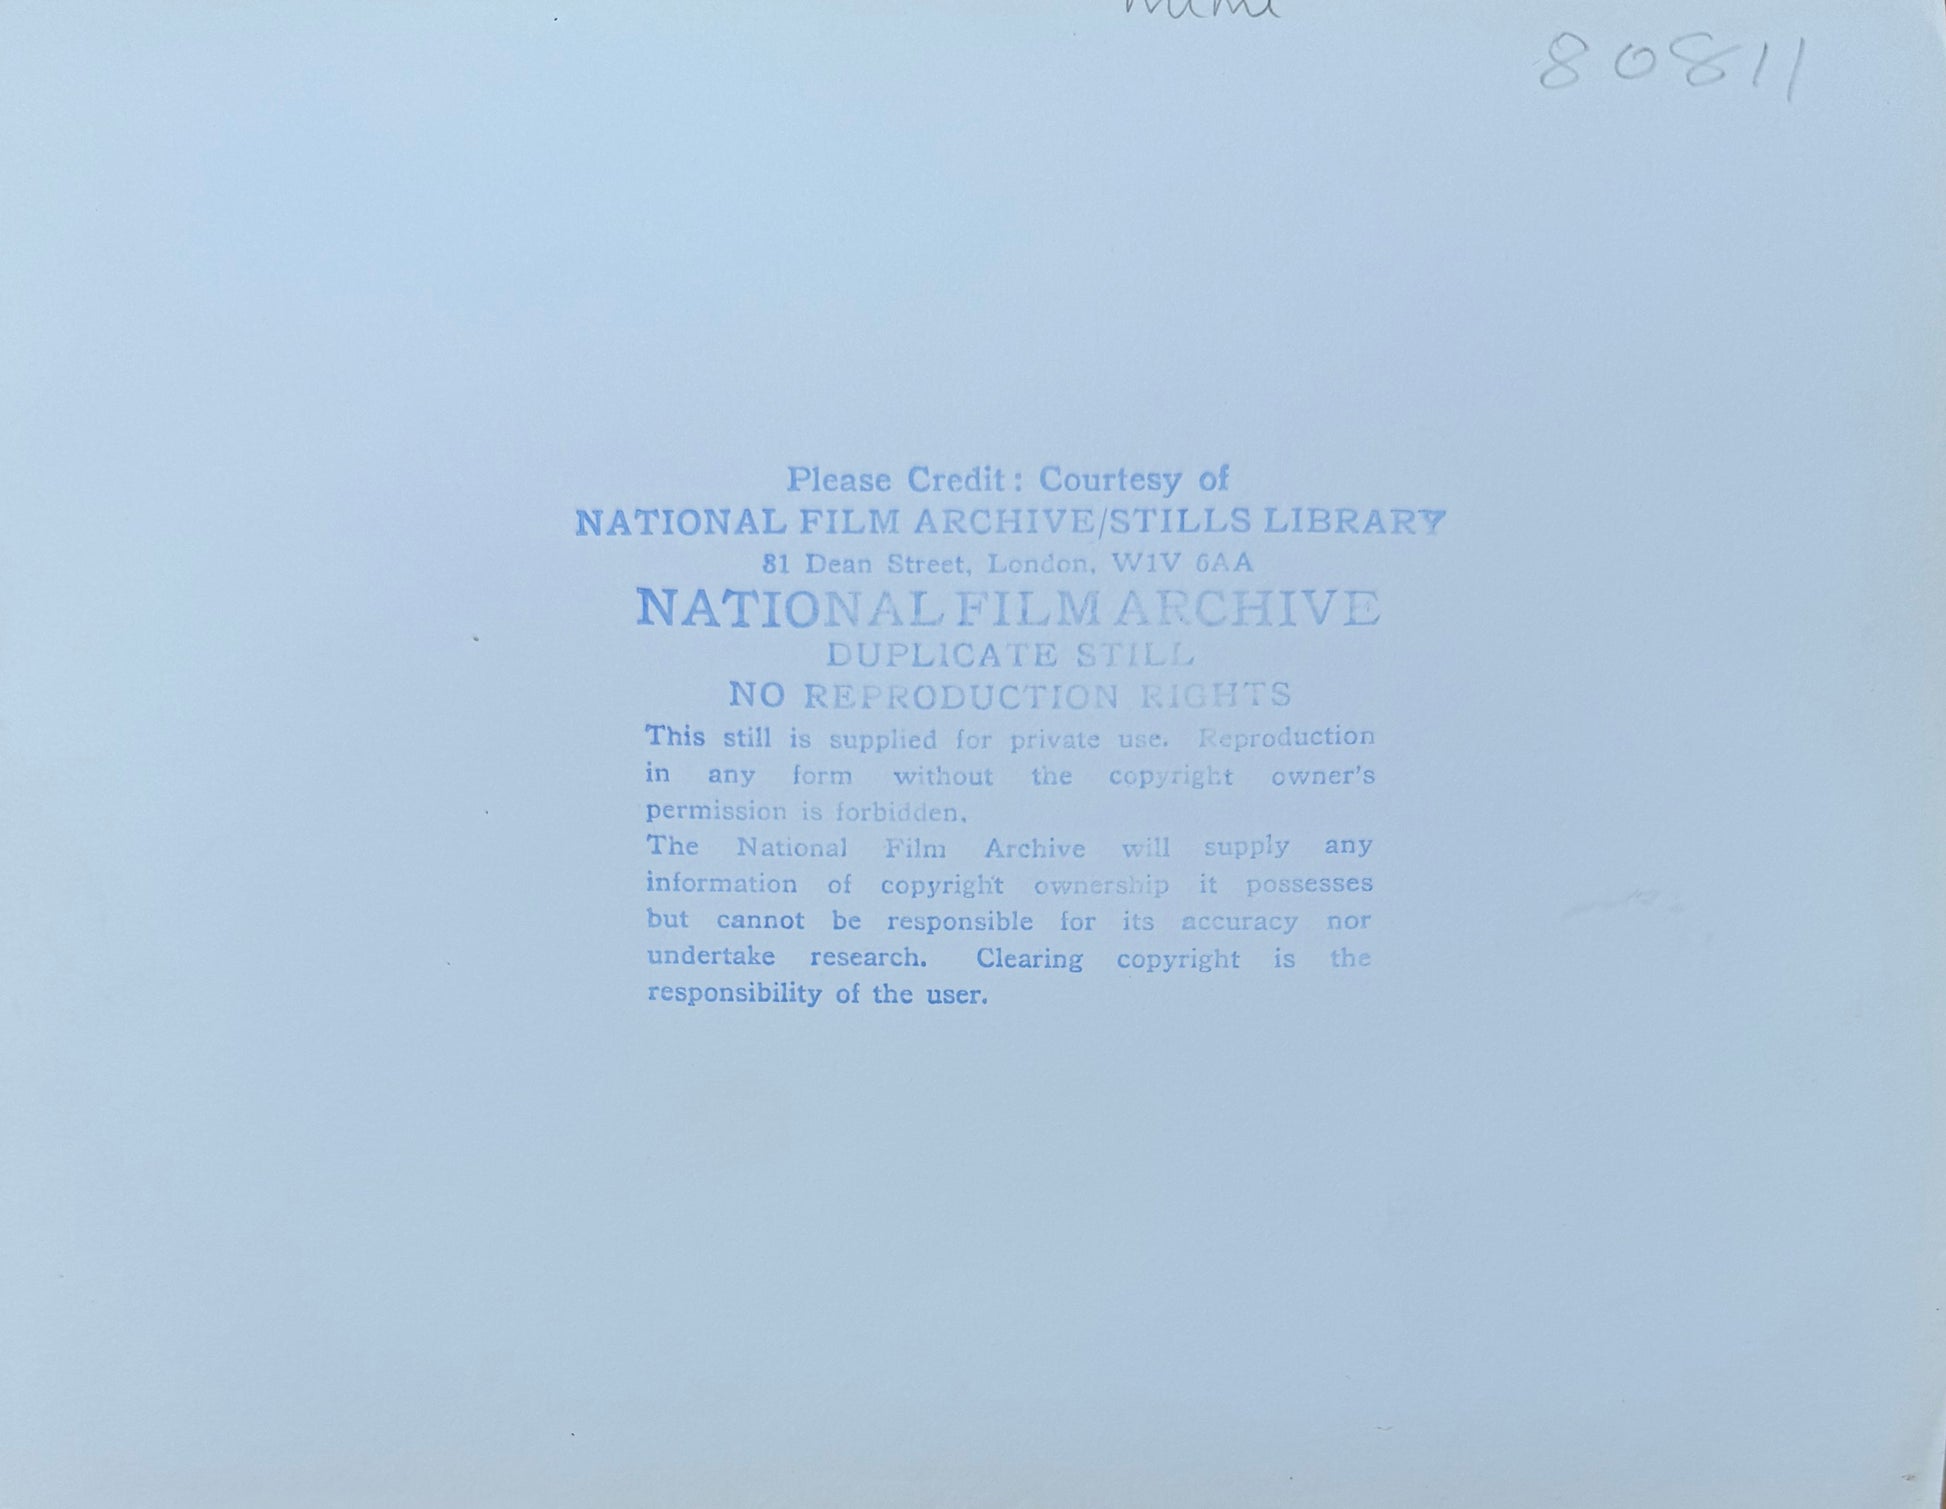 80811
Please Credit: Courtesy of
NATIONAL FILM ARCHIVE/STILLS LIBRARY
81 Dean Street, London, W1V 6AA
NATIONAL FILM ARCHIVE
DUPLICATE STILL
NO REPRODUCTION RIGHTS
This still is supplied for private use. Reproduction
in any form without the copyright owner's
permission is forbidden.
The National Film Archive will supply any
information of copyright ownership it possesses
but cannot be responsible for its accuracy nor
undertake research. Clearing copyright is the
responsibility of the user.